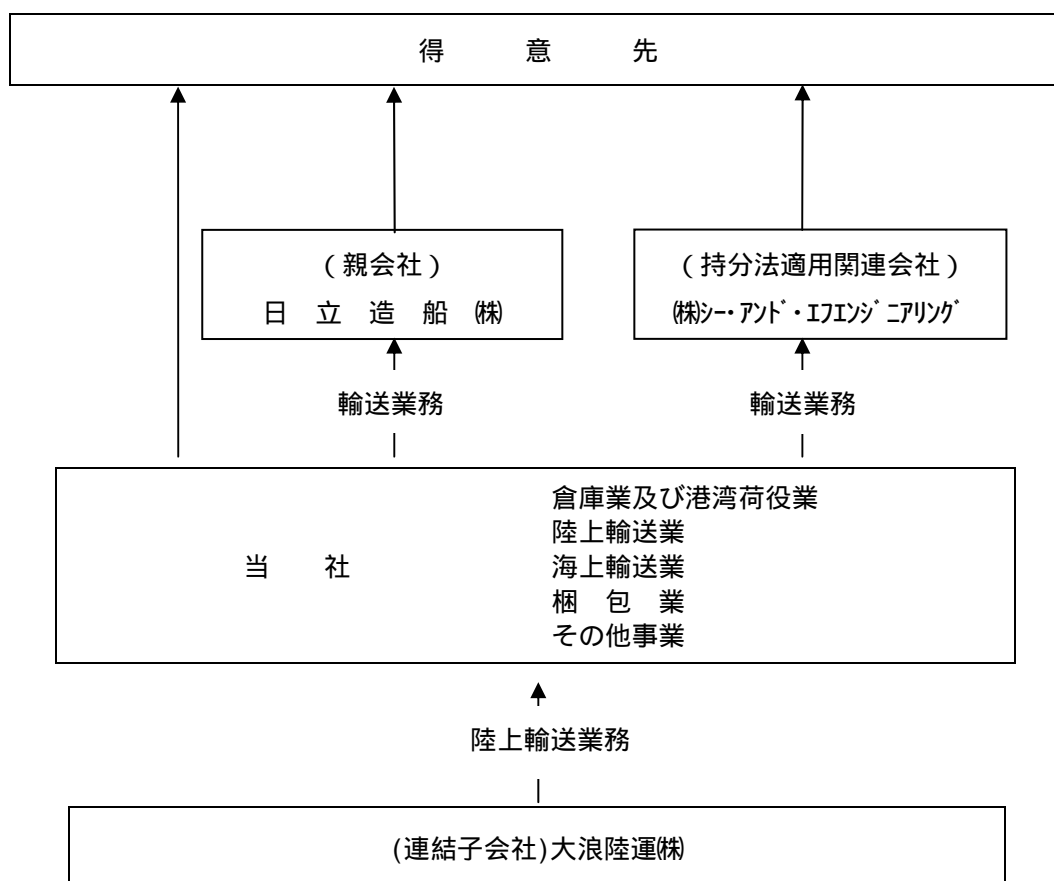 得 意 先
(親会社)
日 立 造 船 ㈱
(持分法適用関連会社)
㈱シー・アンド・エフエンジニアリング
輸送業務
輸送業務
当 社
倉庫業及び港湾荷役業
陸上輸送業
海上輸送業
梱 包 業
その他事業
陸上輸送業務
(連結子会社)大浪陸運㈱